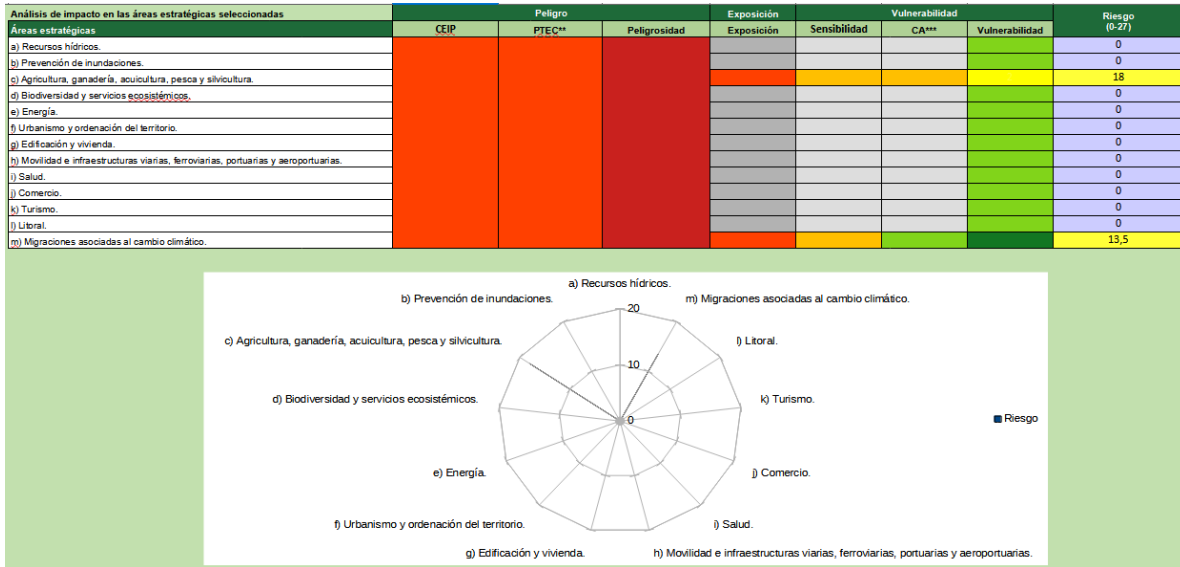 Análisis de impacto en las áreas estratégicas seleccionadas Peligro Exposición Vulnerabilidad Riesgo (0-27)
Áreas estratégicas CEIP PTEC** Peligrosidad Exposición Sensibilidad CA*** Vulnerabilidad
a) Recursos hídricos. 0
b) Prevención de inundaciones. 0
c) Agricultura, ganadería, acuicultura, pesca y silvicultura. 18
d) Biodiversidad y servicios ecosistémicos. 0
e) Energía. 0
f) Urbanismo y ordenación del territorio. 0
g) Edificación y vivienda. 0
h) Movilidad e infraestructuras viarias, ferroviarias, portuarias y aeroportuarias. 0
i) Salud. 0
j) Comercio. 0
k) Turismo. 0
l) Litoral. 0
m) Migraciones asociadas al cambio climático. 13,5
a) Recursos hídricos.
b) Prevención de inundaciones. m) Migraciones asociadas al cambio climático.
20
c) Agricultura, ganadería, acuicultura, pesca y silvicultura. l) Litoral.
10
d) Biodiversidad y servicios ecosistémicos. k) Turismo.
0 Riesgo
e) Energía. j) Comercio.
f) Urbanismo y ordenación del territorio. i) Salud.
g) Edificación y vivienda. h) Movilidad e infraestructuras viarias, ferroviarias, portuarias y aeroportuarias.